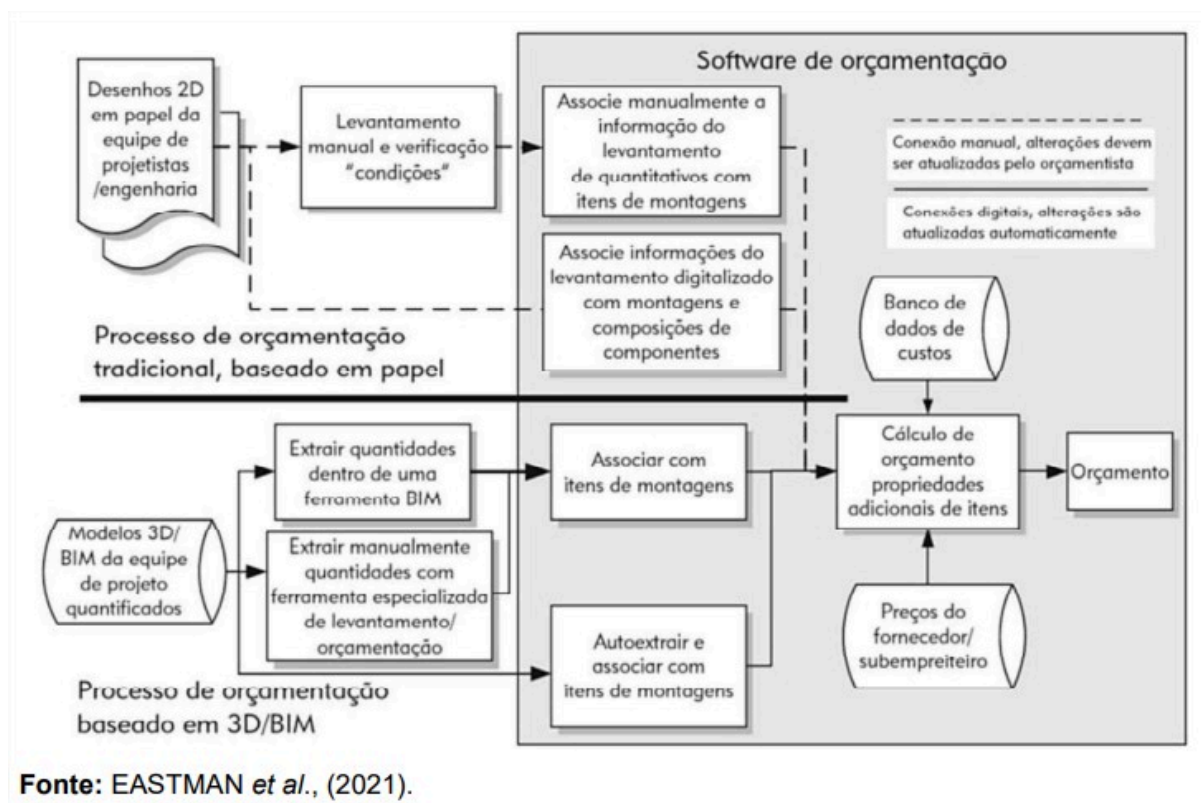 Software de orçamentação
Desenhos 2D
em papel da
equipe de
projetistas
/engenharia
Levantamento
manual e verificação
"condições"
Associe manualmente a
informação do
levantamento
de quantitativos com
itens de montagens
Conexão manual, alterações devem
ser atualizadas pelo orçamentista
Conexões digitais, alterações são
atualizadas automaticamente
Associe informações do
levantamento digitalizado
com montagens e
composições de
componentes
Banco de
dados de
custos
Processo de orçamentação
tradicional, baseado em papel
Extrair quantidades
dentro de uma
ferramenta BIM
Associar com
itens de montagens
Cálculo de
orçamento
propriedades
adicionais de itens
Orçamento
Modelos 3D/
BIM da equipe
de projeto
quantificados
Extrair manualmente
quantidades com
ferramenta especializada
de levantamento/
orçamentação
Autoextrair e
associar com
itens de montagens
Preços do
fornecedor/
subempreiteiro
Processo de orçamentação
baseado em 3D/BIM
Fonte: EASTMAN et al., (2021).